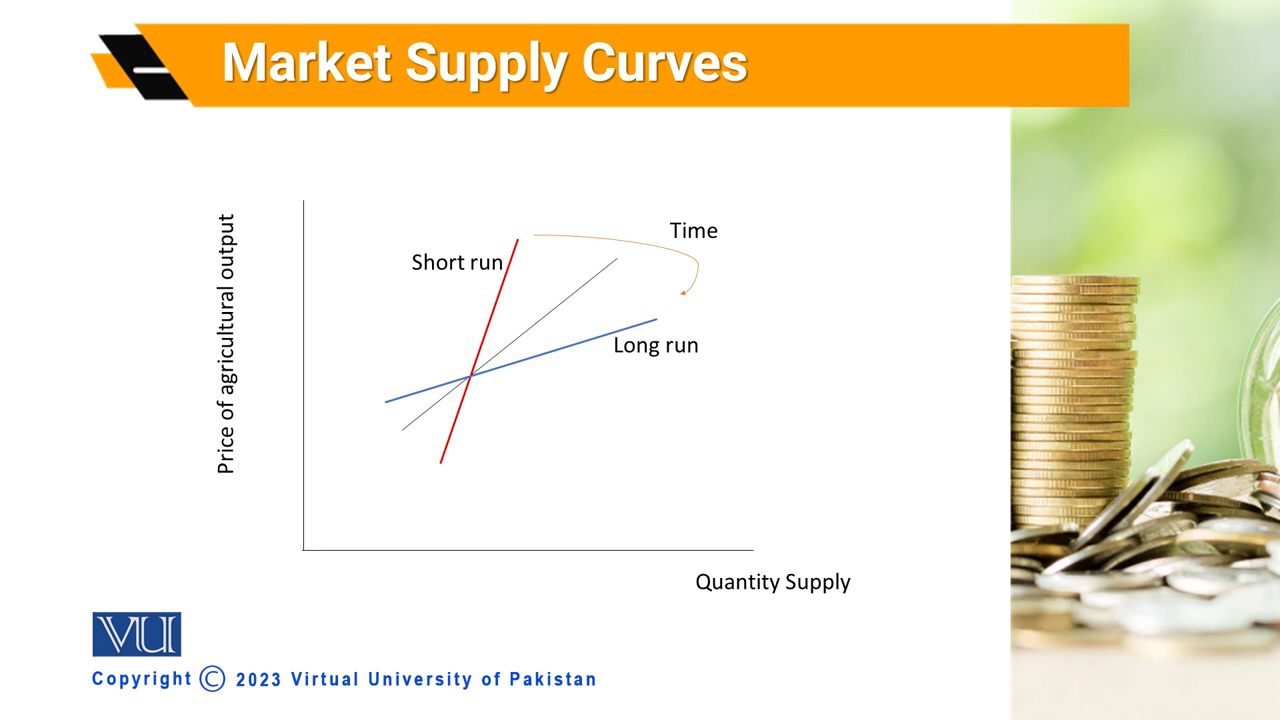 Market Supply Curves
Price of agricultural output
Time
Short run
Long run
Quantity Supply
VU
Copyright © 2023 Virtual University of Pakistan